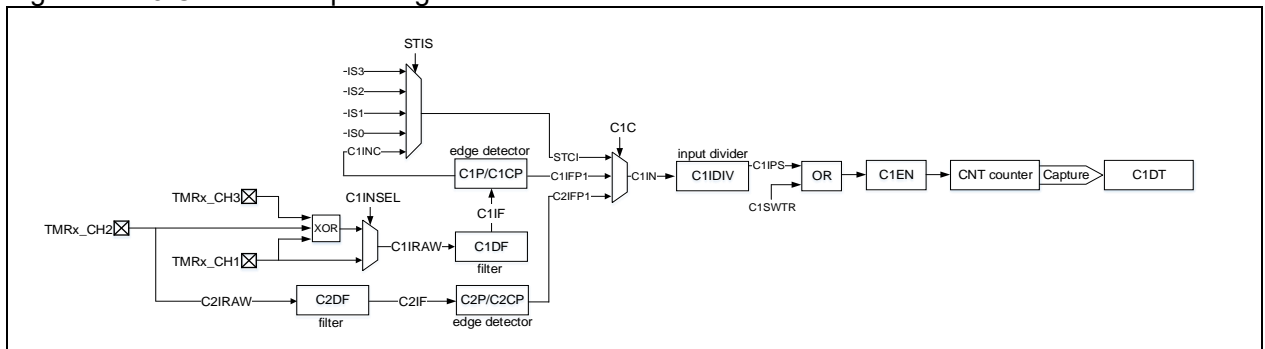 STIS
-IS3
-IS2
-IS1
-IS0
C1INC
edge detector
C1P/C1CP
STCI
C1IFP1
C2IFP1
C1C
C1IN
input divider
C1IDIV
C1IPS
C1SWTR
OR
C1EN
CNT counter
Capture
C1DT
TMRx_CH3
TMRx_CH2
TMRx_CH1
XOR
C1INSEL
C1IRAW
C1IF
C1DF
filter
C2IRAW
C2DF
filter
C2IF
C2P/C2CP
edge detector